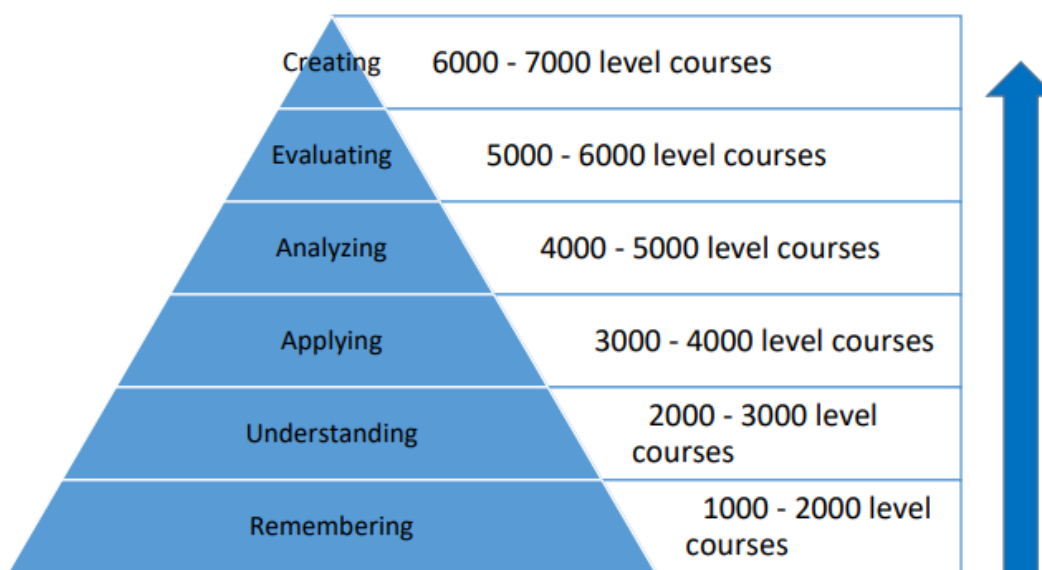 Creating 6000 - 7000 level courses
Evaluating 5000 - 6000 level courses
Analyzing 4000 - 5000 level courses
Applying 3000 - 4000 level courses
Understanding 2000 - 3000 level
courses
Remembering 1000 - 2000 level
courses